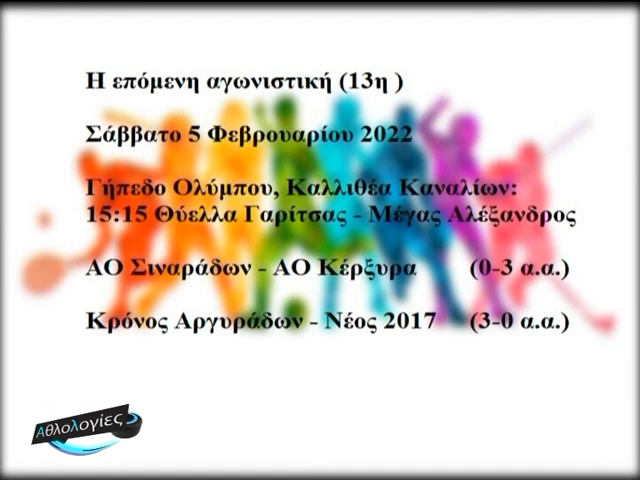 Η επόμενη αγωνιστική (13η )
Σάββατο 5 Φεβρουαρίου 2022
Γήπεδο Ολύμπου, Καλλιθέα Καναλίων:
15:15 Θύελλα Γαρίτσας - Μέγας Αλέξανδρος
ΑΟ Σιναράδων - ΑΟ Κέρξυρα (0-3 α.α.)
Κρόνος Αργυράδων - Νέος 2017 (3-0 α.α.)
Αθλολογίες